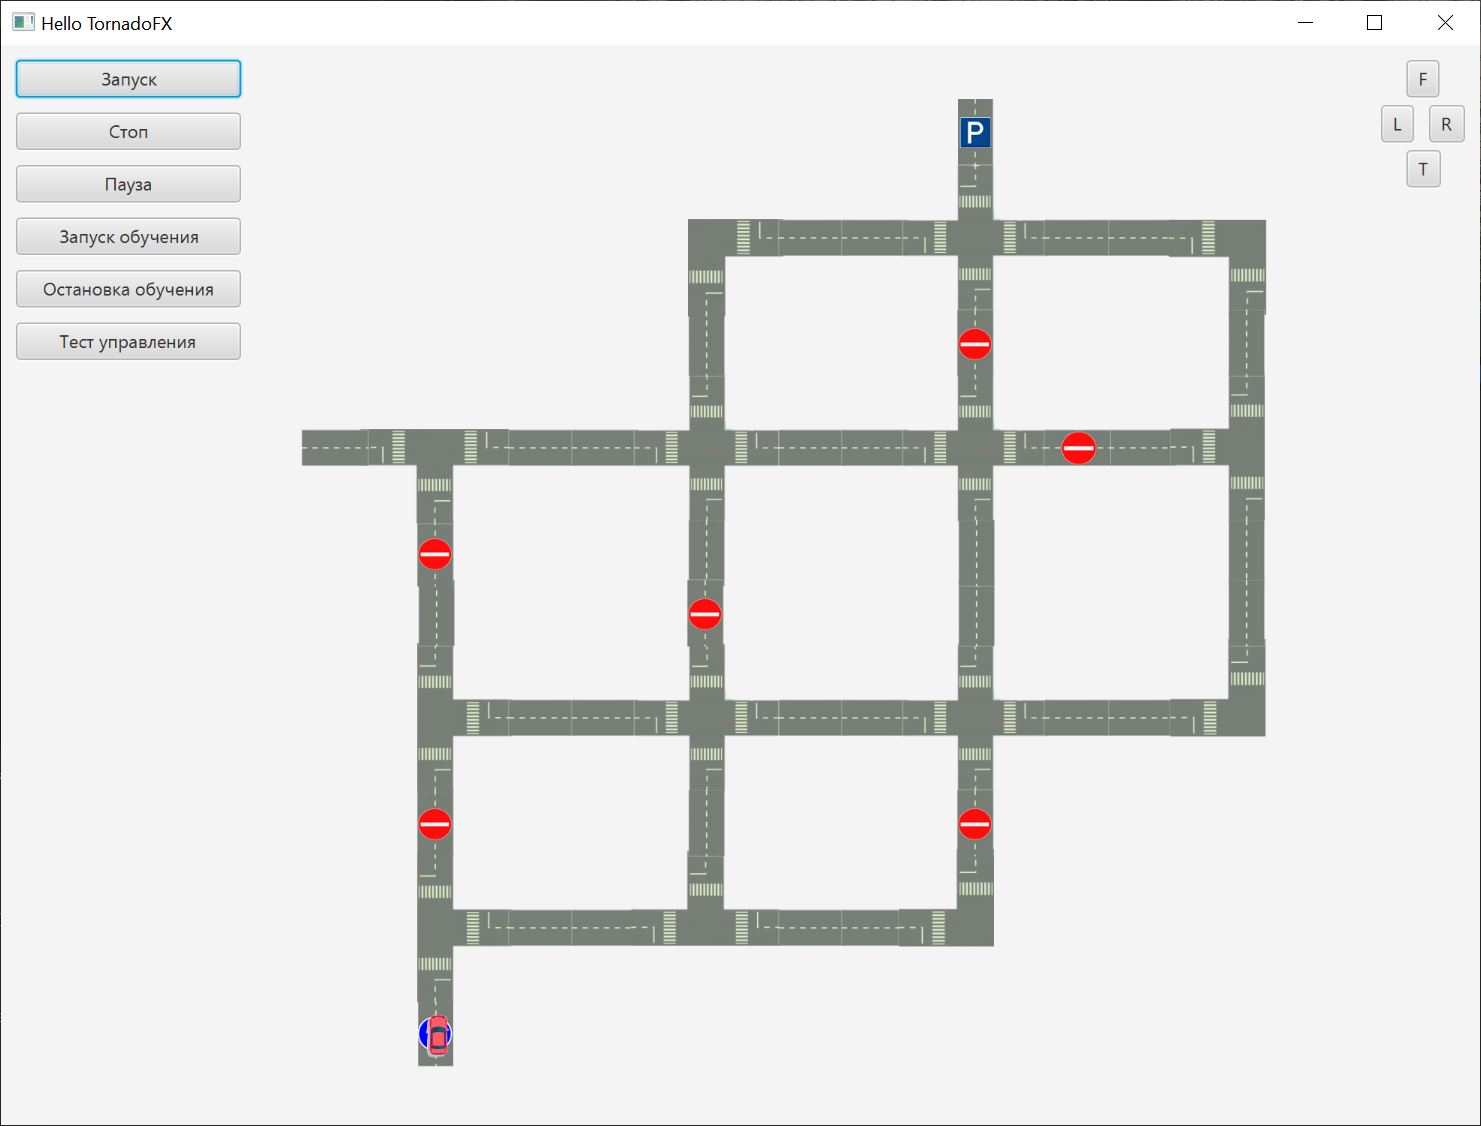 Hello TornadoFX
Запуск
Стоп
Пауза
Запуск обучения
Остановка обучения
Тест управления
F
L R
T
P